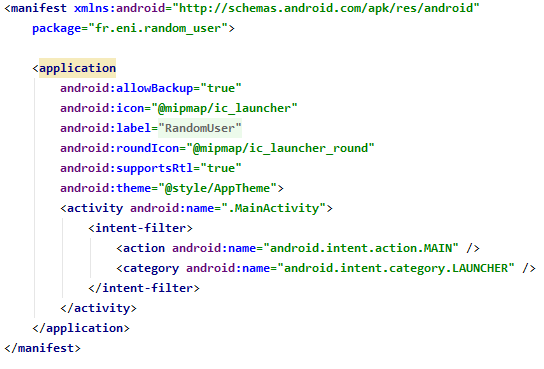 <manifest xmlns:android="http://schemas.android.com/apk/res/android"
    package="fr.eni.random_user">

    <application
        android:allowBackup="true"
        android:icon="@mipmap/ic_launcher"
        android:label="RandomUser"
        android:roundIcon="@mipmap/ic_launcher_round"
        android:supportsRtl="true"
        android:theme="@style/AppTheme">
        <activity android:name=".MainActivity">
            <intent-filter>
                <action android:name="android.intent.action.MAIN" />
                <category android:name="android.intent.category.LAUNCHER" />
            </intent-filter>
        </activity>
    </application>
</manifest>